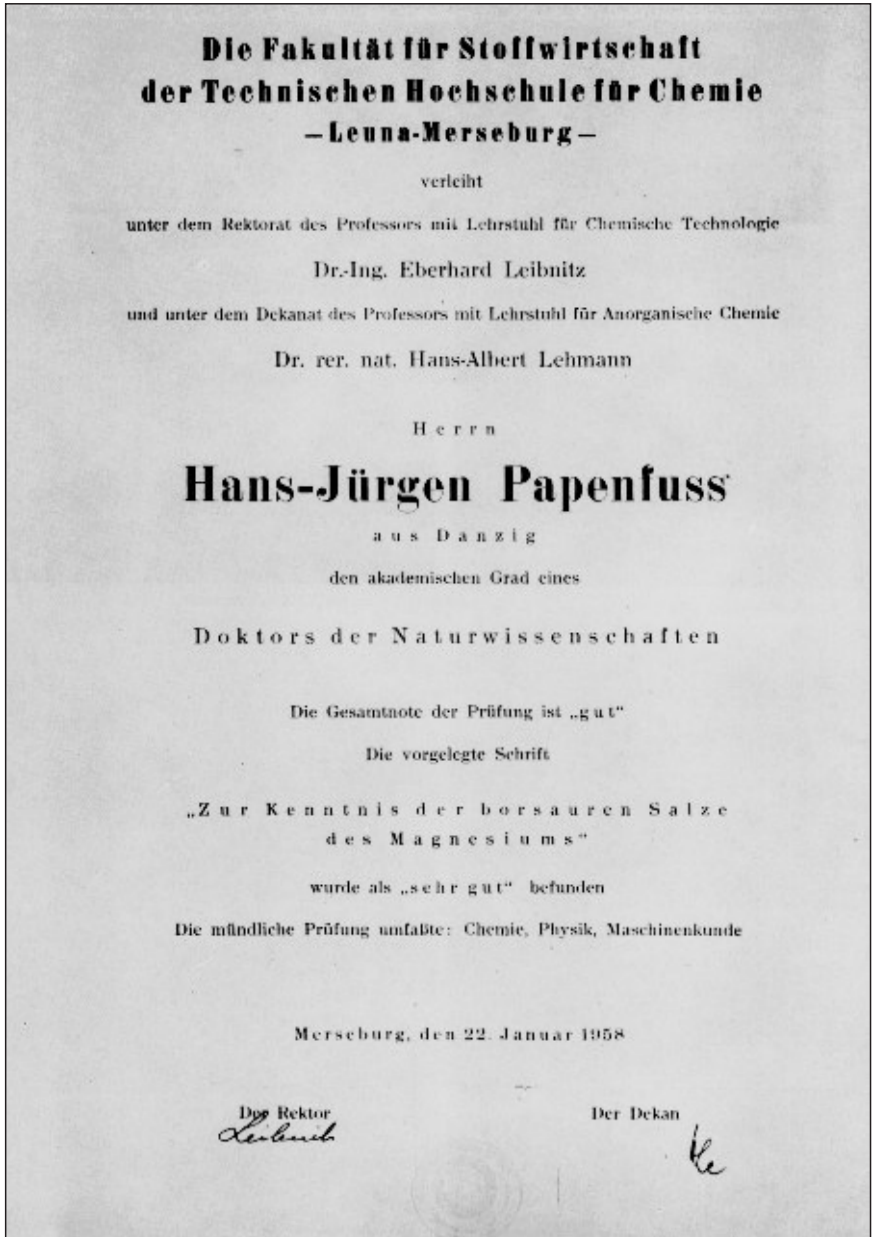 Die Fakultät für Stoffwirtschaft
der Technischen Hochschule für Chemie
– Leuna-Merseburg –
verleiht
unter dem Rektorat des Professors mit Lehrstuhl für Chemische Technologie
Dr.-Ing. Eberhard Leibnitz
und unter dem Dekanat des Professors mit Lehrstuhl für Anorganische Chemie
Dr. rer. nat. Hans-Albert Lehmann
Herrn
Hans-Jürgen Papenfuss
aus Danzig
den akademischen Grad eines
Doktors der Naturwissenschaften
Die Gesamtnote der Prüfung ist „gut“
Die vorgelegte Schrift
„Zur Kenntnis der borsauren Salze
des Magnesiums“
wurde als „sehr gut“ befunden
Die mündliche Prüfung umfaßte: Chemie, Physik, Maschinenkunde
Merseburg, den 22. Januar 1958
Der Rektor Der Dekan
Leibnitz